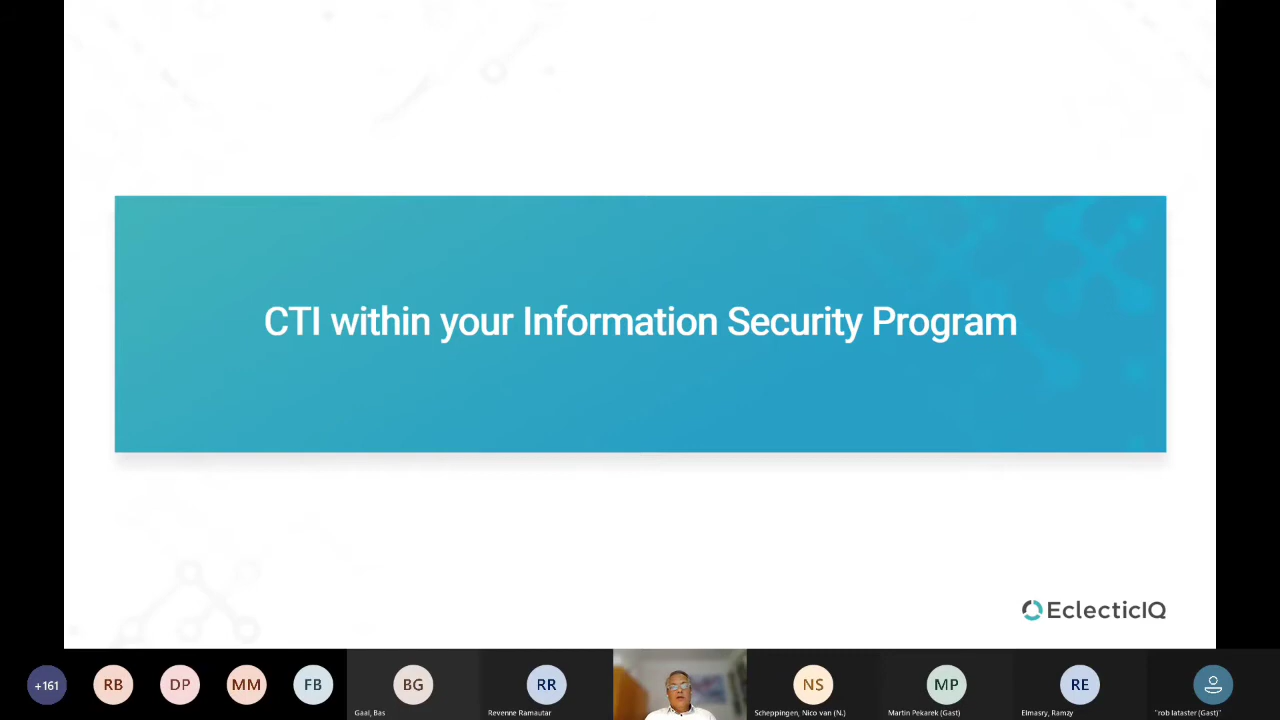 CTI within your Information Security Program
EclecticIQ
+161
RB
DP
MM
FB
BG
RR
NS
MP
RE
Gaal, Bas
Revenne Ramautar
Scheppingen, Nico van (N.)
Martin Pekarek (Gast)
Elmasry, Ramzy
"rob lataster (Gast)"